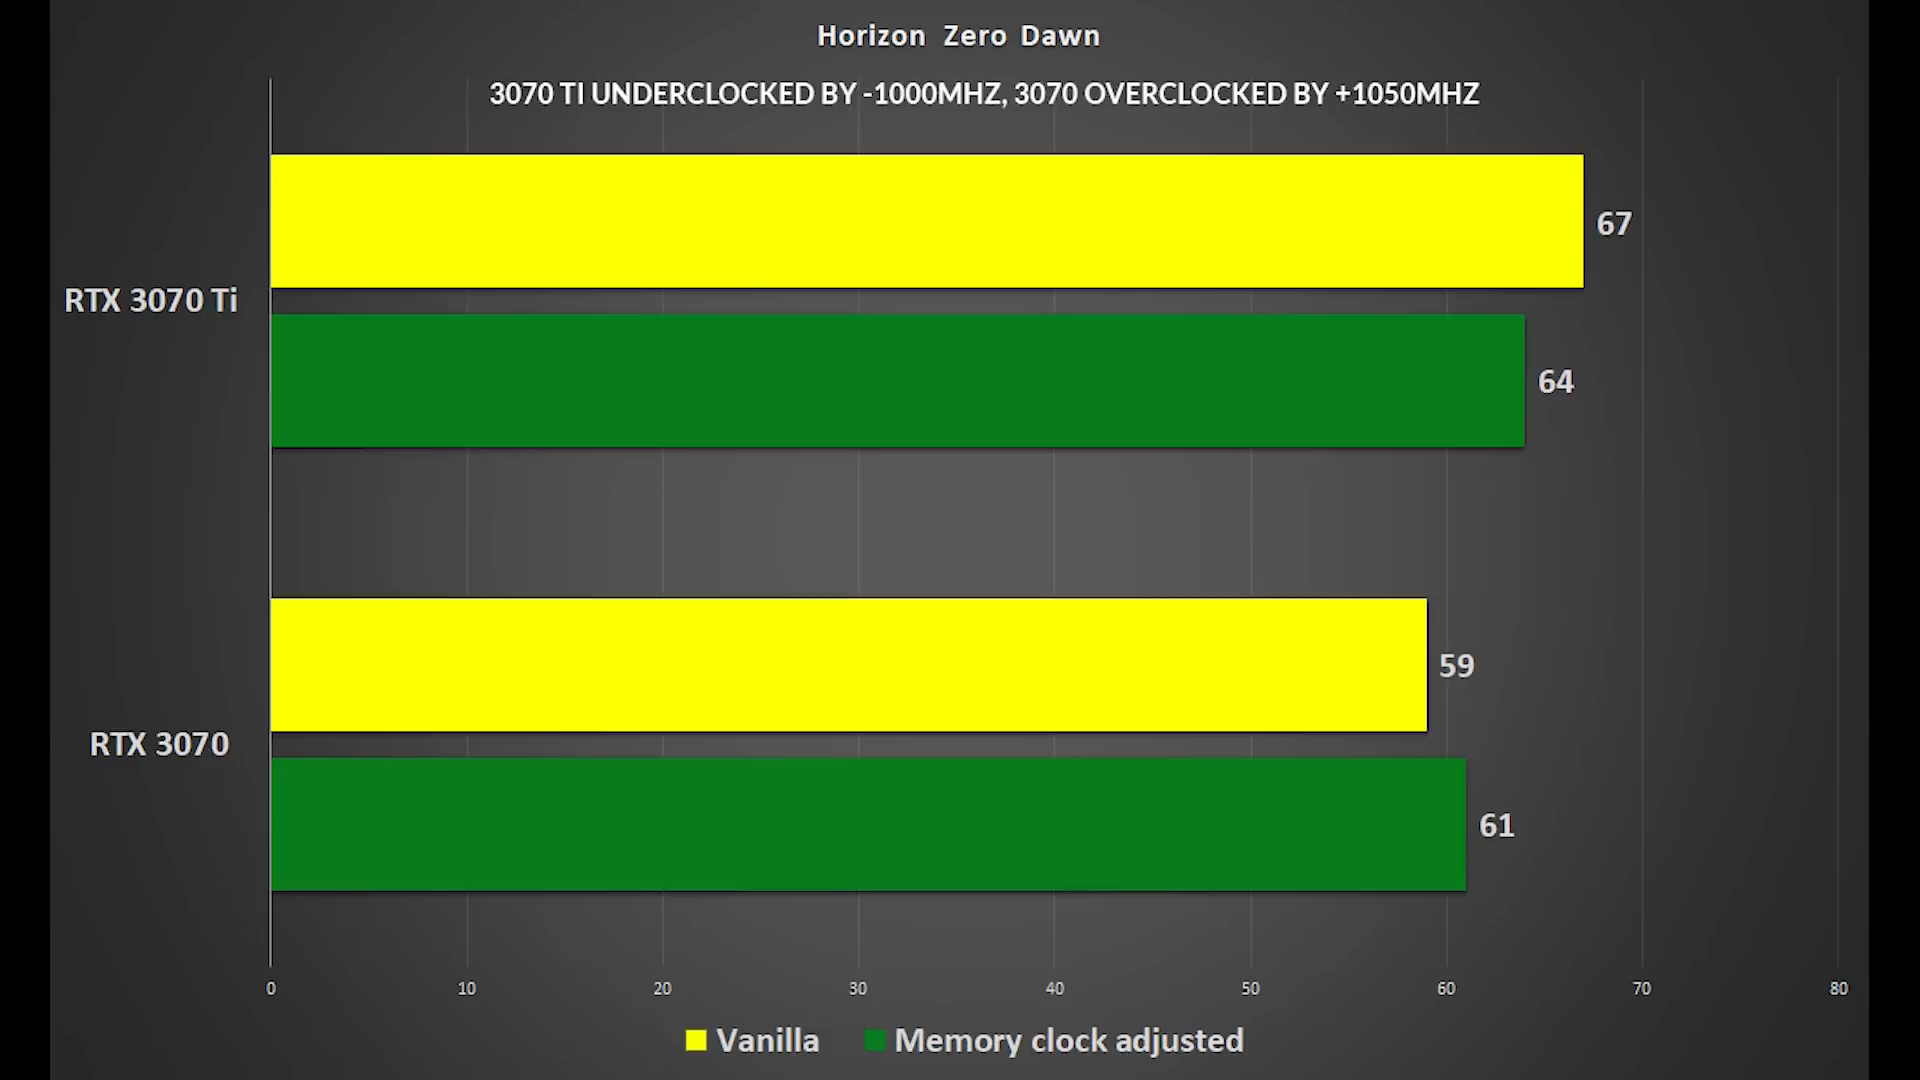 Horizon Zero Dawn
3070 TI UNDERCLOCKED BY -1000MHZ, 3070 OVERCLOCKED BY +1050MHZ
67
RTX 3070 Ti
64
59
RTX 3070
61
0 10 20 30 40 50 60 70 80
Vanilla Memory clock adjusted